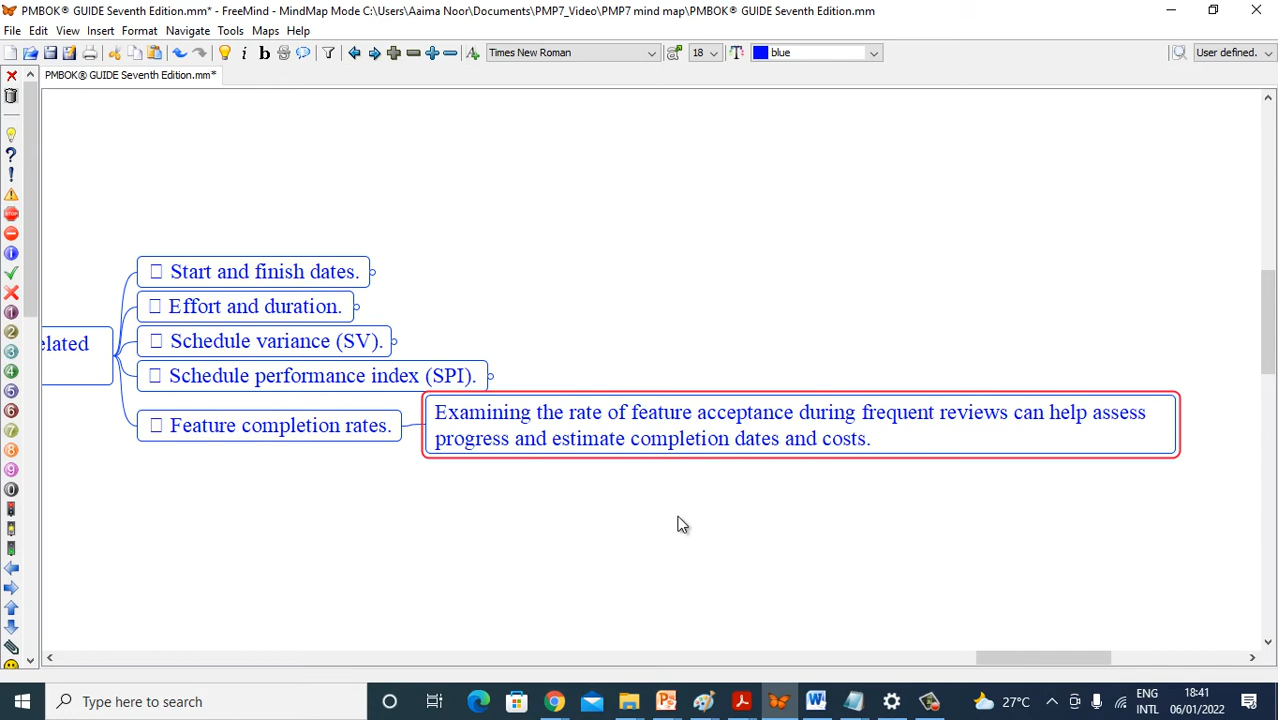 PMBOK® GUIDE Seventh Edition.mm* - FreeMind - MindMap Mode C:\Users\Aaima Noor\Documents\PMP7_Video\PMP7 mind map\PMBOK® GUIDE Seventh Edition.mm
File Edit View Insert Format Navigate Tools Maps Help
Times New Roman 18 blue User defined.
PMBOK® GUIDE Seventh Edition.mm*
Start and finish dates.
Effort and duration.
elated
Schedule variance (SV).
Schedule performance index (SPI).
Feature completion rates.
Examining the rate of feature acceptance during frequent reviews can help assess
progress and estimate completion dates and costs.
Type here to search
27°C
ENG
INTL
18:41
06/01/2022